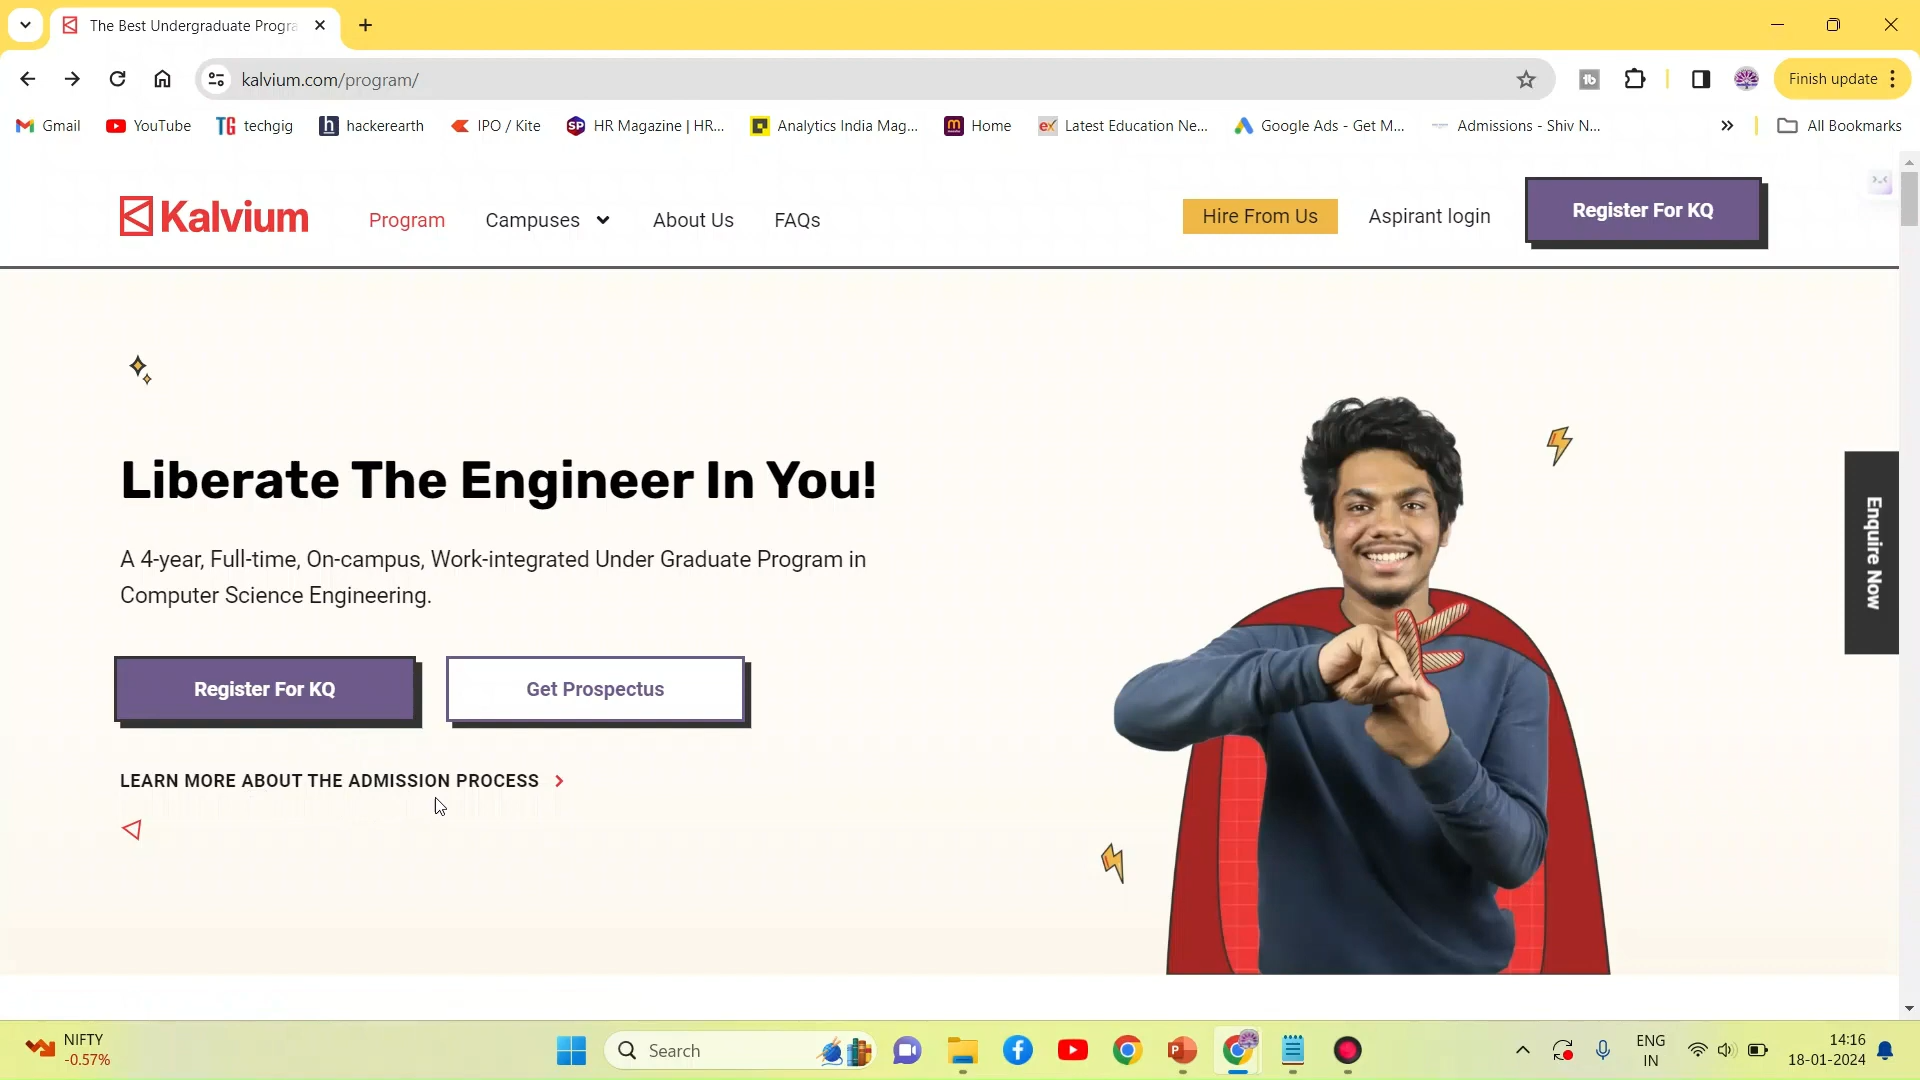 The Best Undergraduate Progra
kalvium.com/program/
Finish update
Gmail
YouTube
TG techgig
h hackerearth
IPO / Kite
SP HR Magazine | HR...
Analytics India Mag...
Home
ex Latest Education Ne...
Google Ads - Get M...
Admissions - Shiv N...
All Bookmarks
Kalvium
Program
Campuses
About Us
FAQs
Hire From Us
Aspirant login
Register For KQ
Liberate The Engineer In You!
A 4-year, Full-time, On-campus, Work-integrated Under Graduate Program in
Computer Science Engineering.
Register For KQ
Get Prospectus
LEARN MORE ABOUT THE ADMISSION PROCESS
Enquire Now
NIFTY
-0.57%
Search
ENG
IN
14:16
18-01-2024